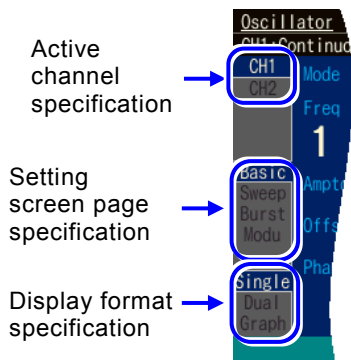 Oscillator
CH1:Continuo
Active
channel
specification
CH1
CH2
Mode
Freq
1
Setting
screen page
specification
Basic
Sweep
Burst
Modu
Ampt
Offs
Pha
Display format
specification
Single
Dual
Graph